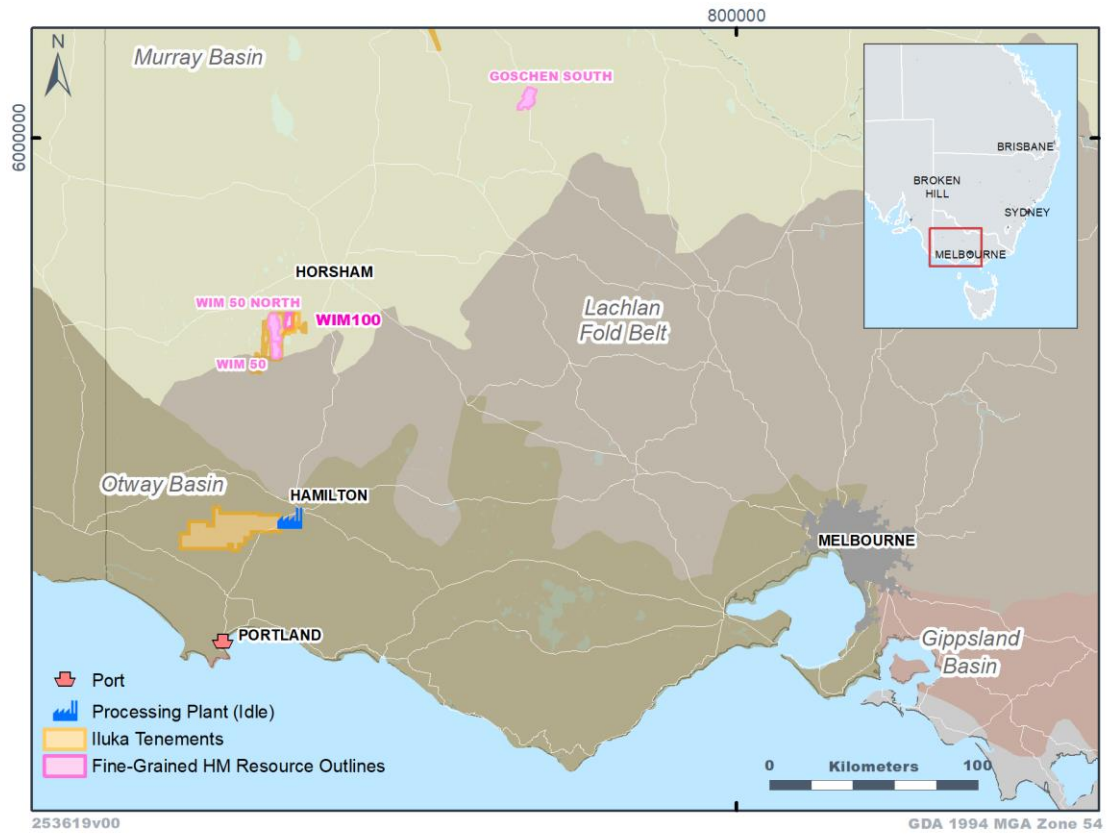 800000
N
Murray Basin
GOSCHEN SOUTH
6000000
BRISBANE
BROKEN
HILL
SYDNEY
MELBOURNE
HORSHAM
WIM 50 NORTH
WIM100
WIM 50
Lachlan
Fold Belt
Otway Basin
HAMILTON
MELBOURNE
PORTLAND
Gippsland
Basin
Port
Processing Plant (Idle)
Iluka Tenements
Fine-Grained HM Resource Outlines
0 Kilometers 100
253619v00
GDA 1994 MGA Zone 54